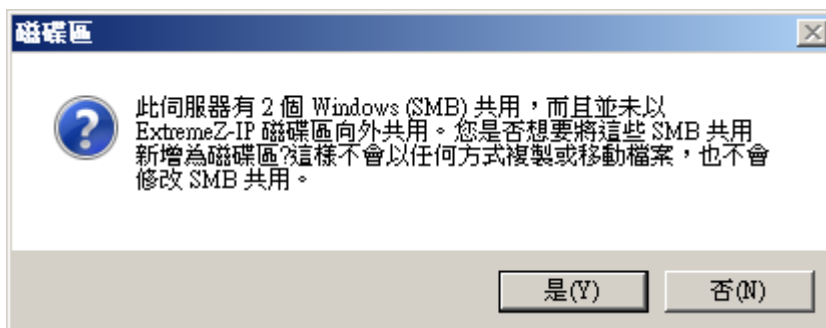 磁碟區
此伺服器有 2 個 Windows (SMB) 共用，而且並未以
ExtremeZ-IP 磁碟區向外共用。您是否想要將這些 SMB 共用
新增為磁碟區?這樣不會以任何方式複製或移動檔案，也不會
修改 SMB 共用。
是(Y)
否(N)